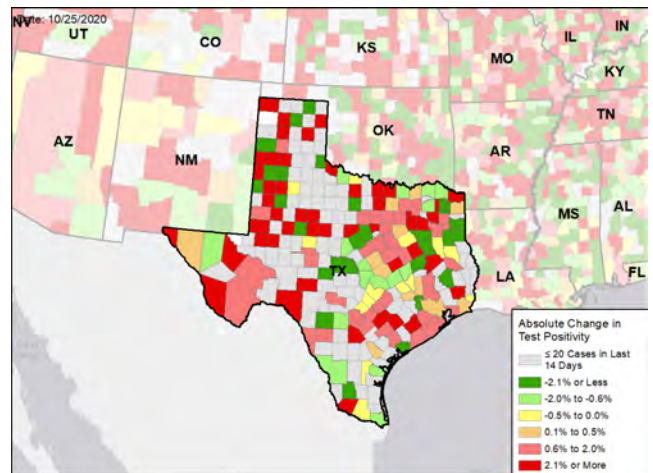 Date: 10/25/2020
NV
UT
CO
KS
MO
IL
IN
KY
TN
AZ
NM
OK
AR
MS
AL
TX
LA
FL
Absolute Change in
Test Positivity
≤ 20 Cases in Last
14 Days
-2.1% or Less
-2.0% to -0.6%
-0.5% to 0.0%
0.1% to 0.5%
0.6% to 2.0%
2.1% or More